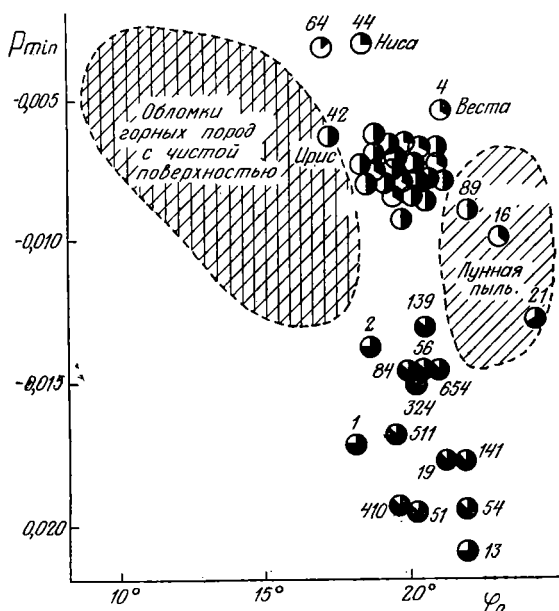 Pmin
64
44
Ниса
4
Веста
-0,005
Обломки
горных пород
с чистой
поверхностью
42
Ирис
89
16
-0,010
Лунная
пыль.
21
139
2
56
84
654
-0,015
324
1
511
19
141
410
51
54
-0,020
13
10°
15°
20°
φ₀